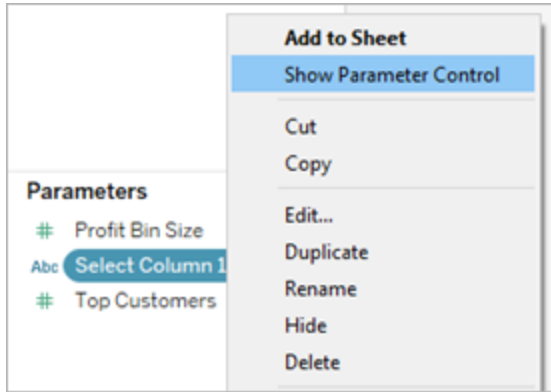 Add to Sheet
Show Parameter Control
Cut
Copy
Edit...
Duplicate
Rename
Hide
Delete
Parameters
# Profit Bin Size
Abc Select Column 1
# Top Customers